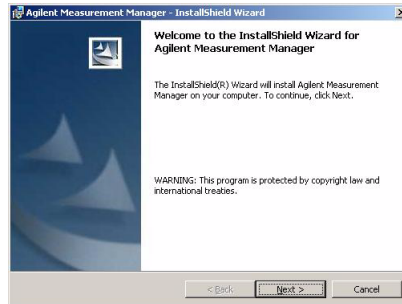 Agilent Measurement Manager - InstallShield Wizard
Welcome to the InstallShield Wizard for
Agilent Measurement Manager
The InstallShield(R) Wizard will install Agilent Measurement
Manager on your computer. To continue, click Next.
WARNING: This program is protected by copyright law and
international treaties.
< Back
Next >
Cancel